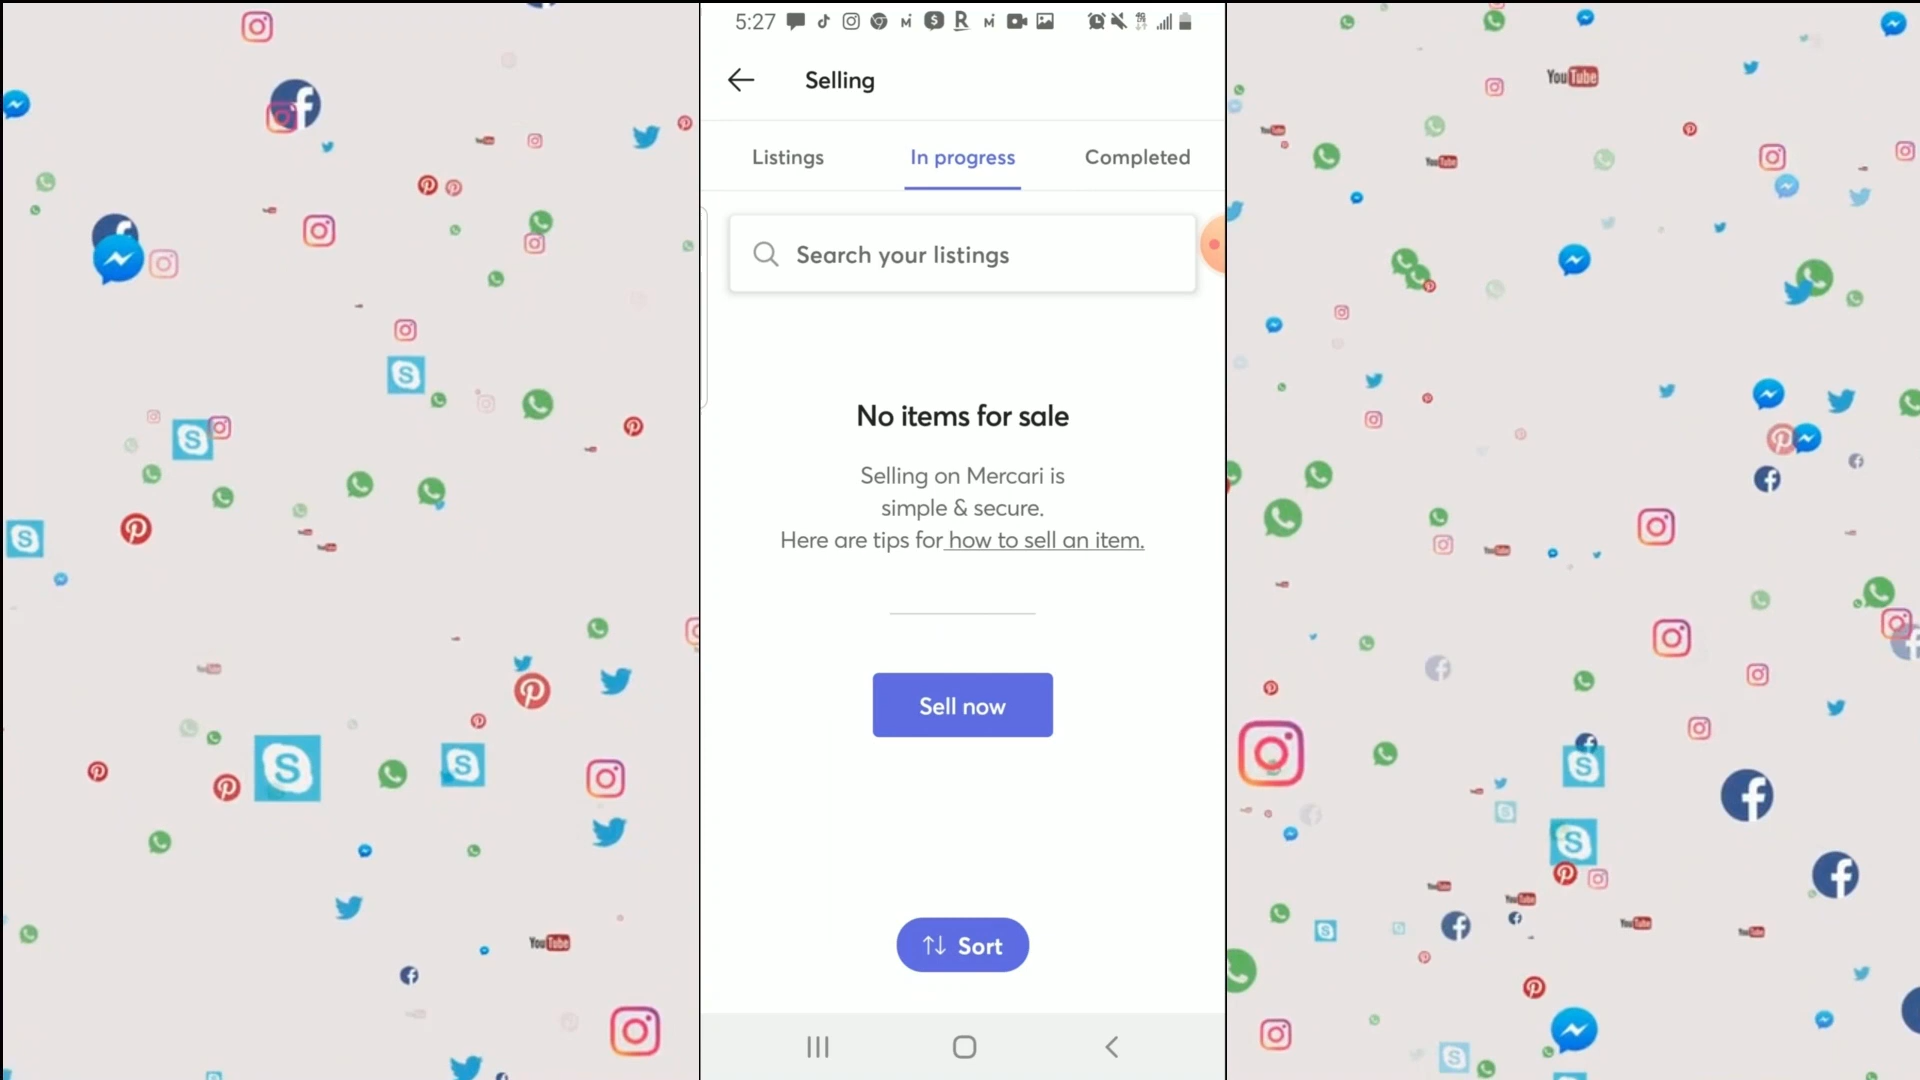 5:27
Selling
Listings In progress Completed
Search your listings
No items for sale
Selling on Mercari is
simple & secure.
Here are tips for how to sell an item.
Sell now
Sort
YouTube
YouTube